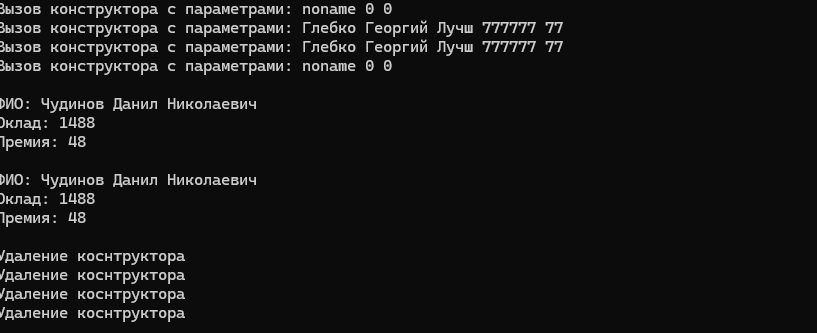 Вызов конструктора с параметрами: noname 0 0
Вызов конструктора с параметрами: Глебко Георгий Лучш 777777 77
Вызов конструктора с параметрами: Глебко Георгий Лучш 777777 77
Вызов конструктора с параметрами: noname 0 0
ФИО: Чудинов Данил Николаевич
Оклад: 1488
Премия: 48
ФИО: Чудинов Данил Николаевич
Оклад: 1488
Премия: 48
Удаление коснтруктора
Удаление коснтруктора
Удаление коснтруктора
Удаление коснтруктора